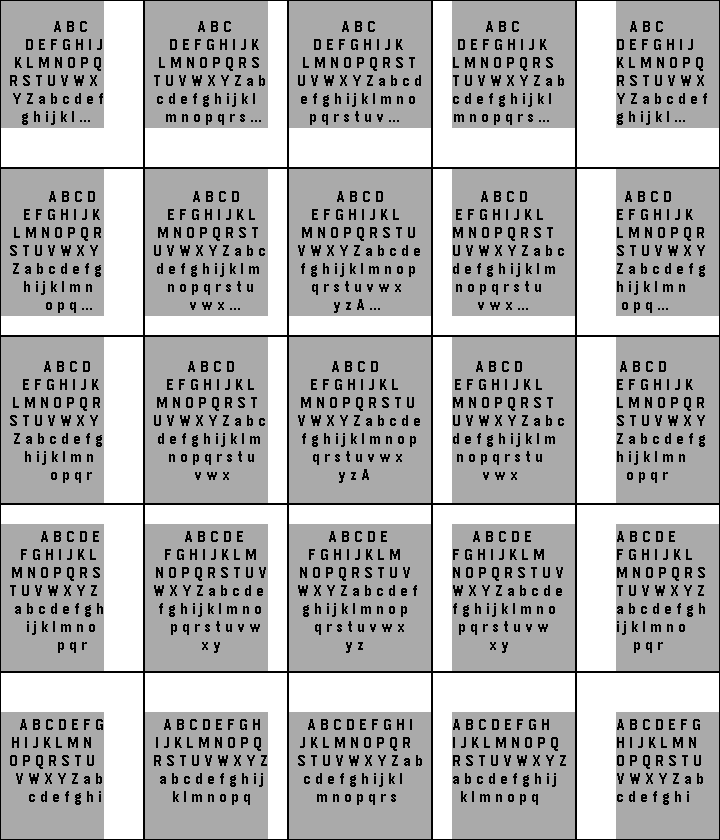 ABC
DEFGHIJ
KLMNOPQ
RSTUVWX
YZabcdef
ghijkl...
ABC
DEFGHIJK
LMNOPQRS
TUVWXYZab
cdefghijkl
mnopqrs...
ABC
DEFGHIJK
LMNOPQRST
UVWXYZabcd
efghijklmno
pqrstuv...
ABC
DEFGHIJK
LMNOPQRS
TUVWXYZab
cdefghijkl
mnopqrs...
ABC
DEFGHIJ
KLMNOPQ
RSTUVWX
YZabcdef
ghijkl...
ABCD
EFGHIJK
LMNOPQR
STUVWXY
Zabcdefg
hijklmn
opq...
ABCD
EFGHIJKL
MNOPQRST
UVWXYZabc
defghijklm
nopqrstu
vwx...
ABCD
EFGHIJKL
MNOPQRSTU
VWXYZabcde
fghijklmnop
qrstuvwx
yzA...
ABCD
EFGHIJKL
MNOPQRST
UVWXYZabc
defghijklm
nopqrstu
vwx...
ABCD
EFGHIJK
LMNOPQR
STUVWXY
Zabcdefg
hijklmn
opq...
ABCD
EFGHIJK
LMNOPQR
STUVWXY
Zabcdefg
hijklmn
opqr
ABCD
EFGHIJKL
MNOPQRST
UVWXYZabc
defghijklm
nopqrstu
vwx
ABCD
EFGHIJKL
MNOPQRSTU
VWXYZabcde
fghijklmnop
qrstuvwx
yzA
ABCD
EFGHIJKL
MNOPQRST
UVWXYZabc
defghijklm
nopqrstu
vwx
ABCD
EFGHIJK
LMNOPQR
STUVWXY
Zabcdefg
hijklmn
opqr
ABCDE
FGHIJKL
MNOPQRS
TUVWXYZ
abcdefgh
ijklmno
pqr
ABCDE
FGHIJKLM
NOPQRSTUV
WXYZabcde
fghijklmno
pqrstuvw
xy
ABCDE
FGHIJKLM
NOPQRSTUV
WXYZabcdef
ghijklmnop
qrstuvwx
yz
ABCDE
FGHIJKLM
NOPQRSTUV
WXYZabcde
fghijklmno
pqrstuvw
xy
ABCDE
FGHIJKL
MNOPQRS
TUVWXYZ
abcdefgh
ijklmno
pqr
ABCDEFG
HIJKLMN
OPQRSTU
VWXYZab
cdefghi
ABCDEFGH
IJKLMNOPQ
RSTUVWXYZ
abcdefghij
klmnopq
ABCDEFGHI
JKLMNOPQR
STUVWXYZab
cdefghijkl
mnopqrs
ABCDEFGH
IJKLMNOPQ
RSTUVWXYZ
abcdefghij
klmnopq
ABCDEFG
HIJKLMN
OPQRSTU
VWXYZab
cdefghi